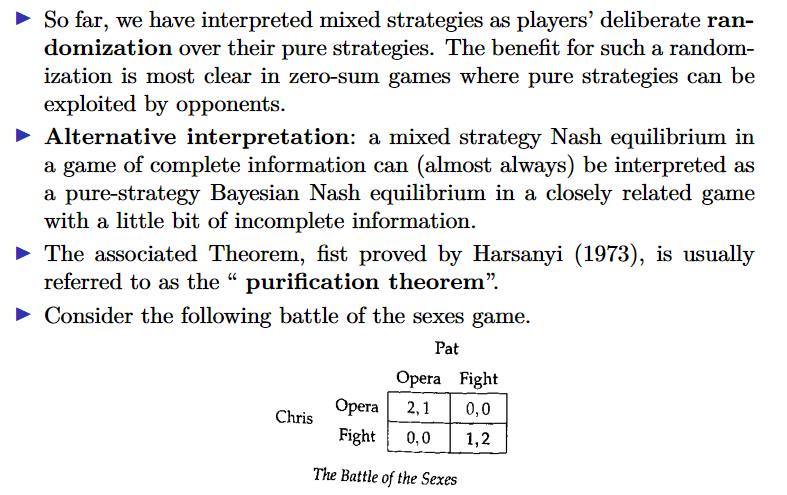 So far, we have interpreted mixed strategies as players' deliberate ran-
domization over their pure strategies. The benefit for such a random-
ization is most clear in zero-sum games where pure strategies can be
exploited by opponents.
Alternative interpretation: a mixed strategy Nash equilibrium in
a game of complete information can (almost always) be interpreted as
a pure-strategy Bayesian Nash equilibrium in a closely related game
with a little bit of incomplete information.
The associated Theorem, fist proved by Harsanyi (1973), is usually
referred to as the “ purification theorem”.
Consider the following battle of the sexes game.
Pat
Opera Fight
Opera 2, 1 0, 0
Chris
Fight 0, 0 1, 2
The Battle of the Sexes